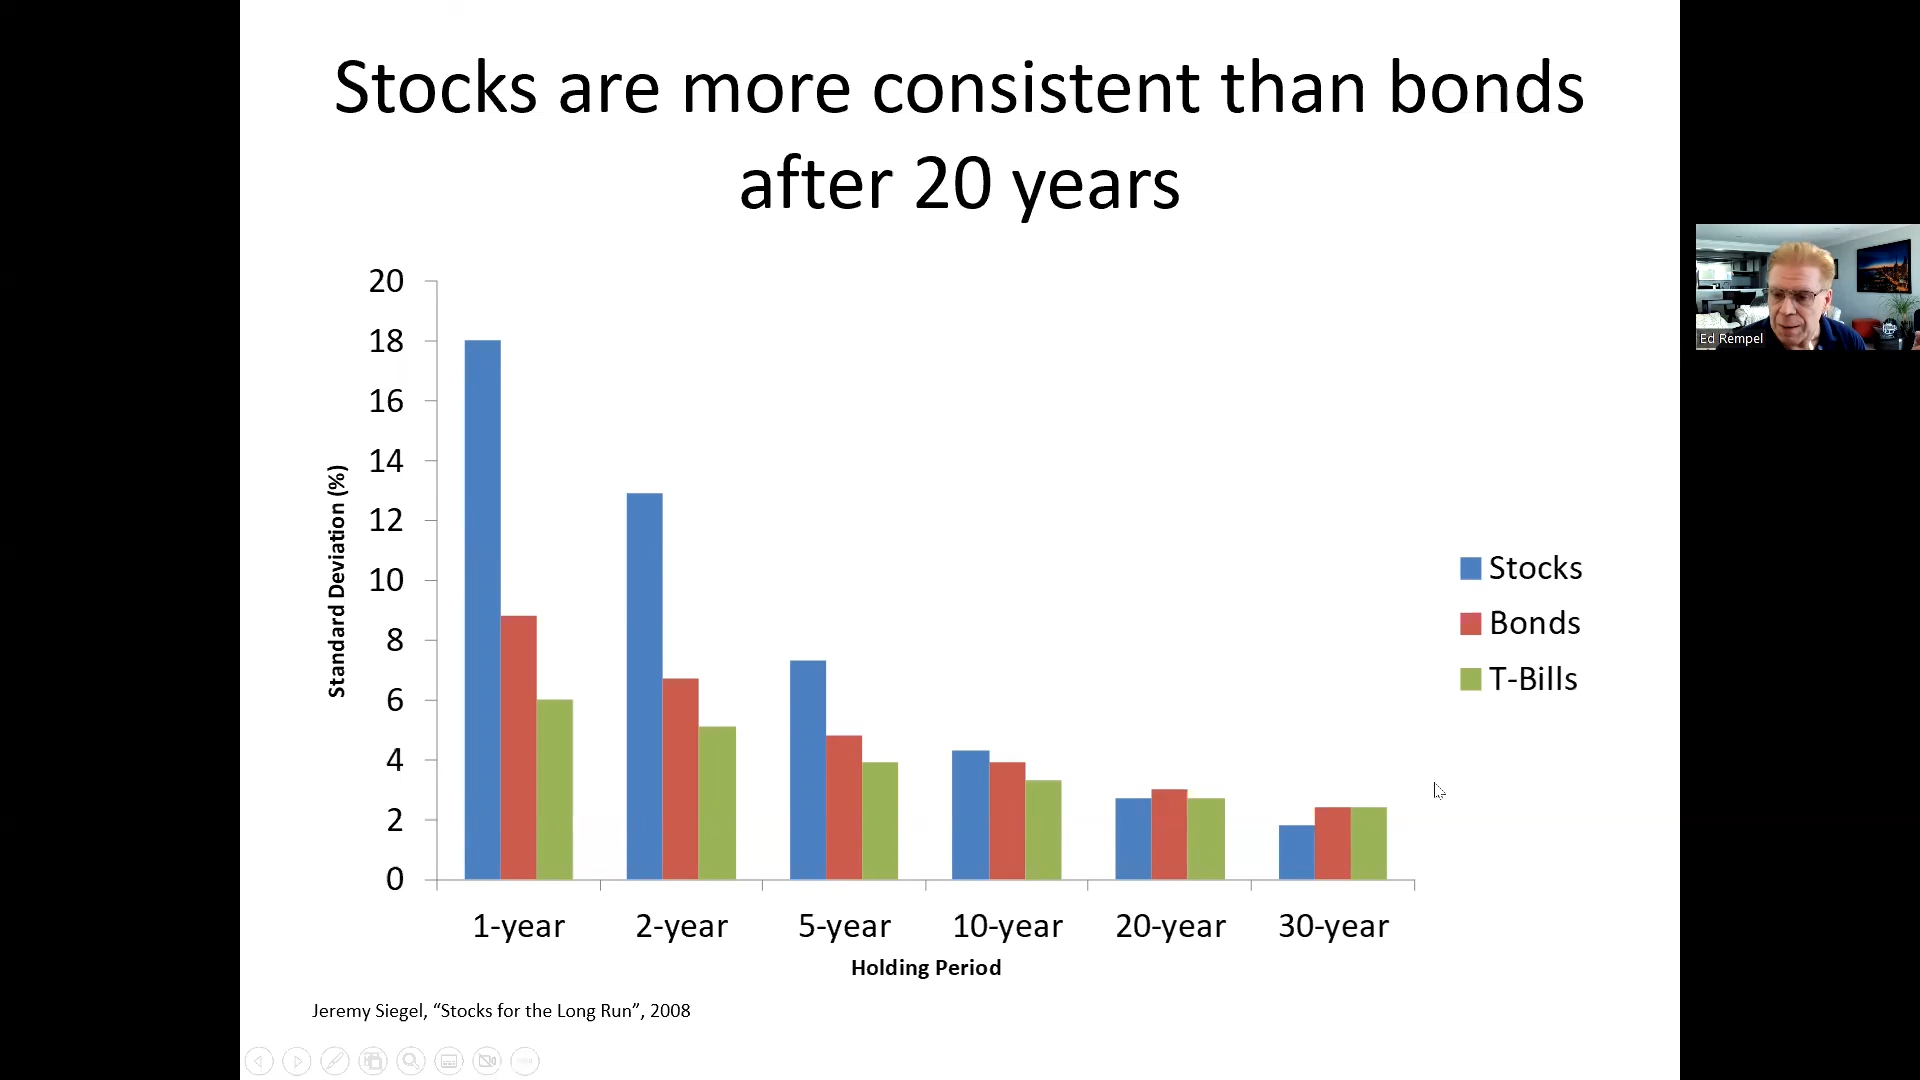 Stocks are more consistent than bonds
after 20 years
20
18
16
14
12
10
8
6
4
2
0
Standard Deviation (%)
1-year 2-year 5-year 10-year 20-year 30-year
Holding Period
Stocks
Bonds
T-Bills
Jeremy Siegel, “Stocks for the Long Run”, 2008
Ed Rempel